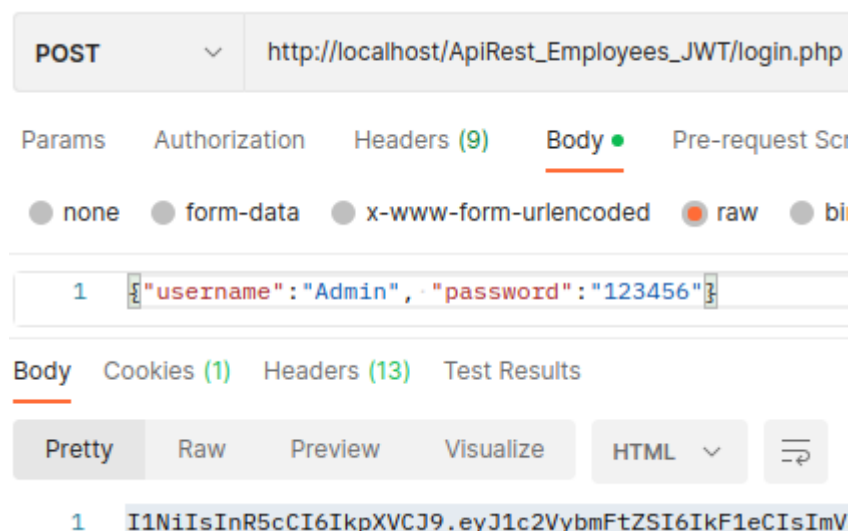 POST http://localhost/ApiRest_Employees_JWT/login.php
Params Authorization Headers (9) Body Pre-request Scr
none form-data x-www-form-urlencoded raw bi
1 {"username":"Admin", "password":"123456"}
Body Cookies (1) Headers (13) Test Results
Pretty Raw Preview Visualize HTML
1 I1NiIsInR5cCI6IkpXVCJ9.eyJ1c2VybmFtZSI6IkF1eCIsImV